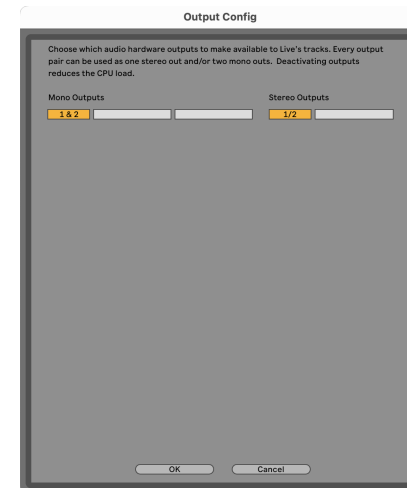 Output Config
Choose which audio hardware outputs to make available to Live's tracks. Every output
pair can be used as one stereo out and/or two mono outs. Deactivating outputs
reduces the CPU load.
Mono Outputs Stereo Outputs
1 & 2 1/2
OK Cancel